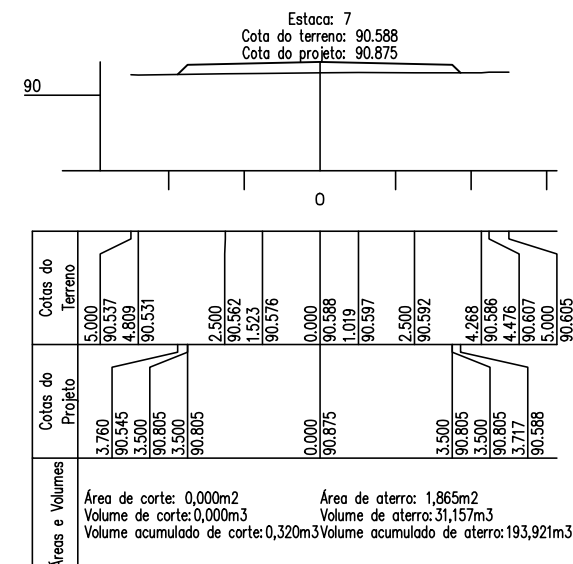 Estaca: 7
Cota do terreno: 90.588
Cota do projeto: 90.875
90
0
Cotas do
Terreno
5.000
90.537
4.809
90.531
2.500
90.562
1.523
90.576
0.000
90.588
1.019
90.597
2.500
90.592
4.268
90.586
4.476
90.607
5.000
90.605
Cotas do
Projeto
3.760
90.545
3.500
90.805
3.500
90.805
0.000
90.875
3.500
90.805
3.500
90.805
3.717
90.588
Áreas e Volumes
Área de corte: 0,000m2
Área de aterro: 1,865m2
Volume de corte:0,000m3
Volume de aterro:31,157m3
Volume acumulado de corte:0,320m3
Volume acumulado de aterro:193,921m3